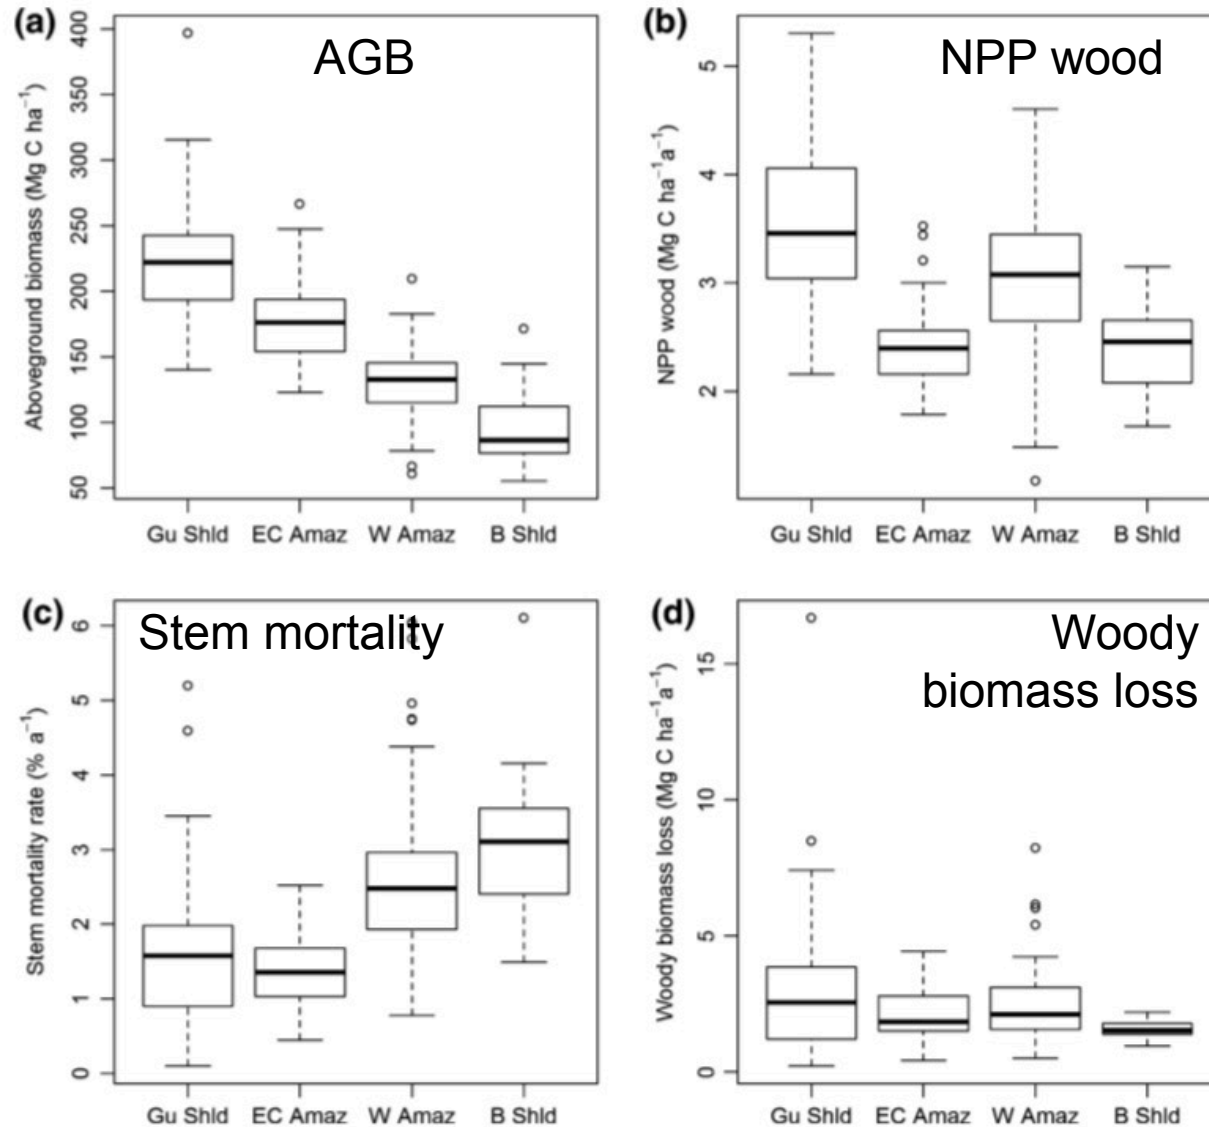 (a)
AGB
Aboveground biomass (Mg C ha⁻¹)
400
350
300
250
200
150
100
50
Gu Shld EC Amaz W Amaz B Shld
(b)
NPP wood
NPP wood (Mg C ha⁻¹a⁻¹)
5
4
3
2
Gu Shld EC Amaz W Amaz B Shld
(c)
Stem mortality
Stem mortality rate (% a⁻¹)
6
5
4
3
2
1
0
Gu Shld EC Amaz W Amaz B Shld
(d)
Woody
biomass loss
Woody biomass loss (Mg C ha⁻¹a⁻¹)
15
10
5
0
Gu Shld EC Amaz W Amaz B Shld